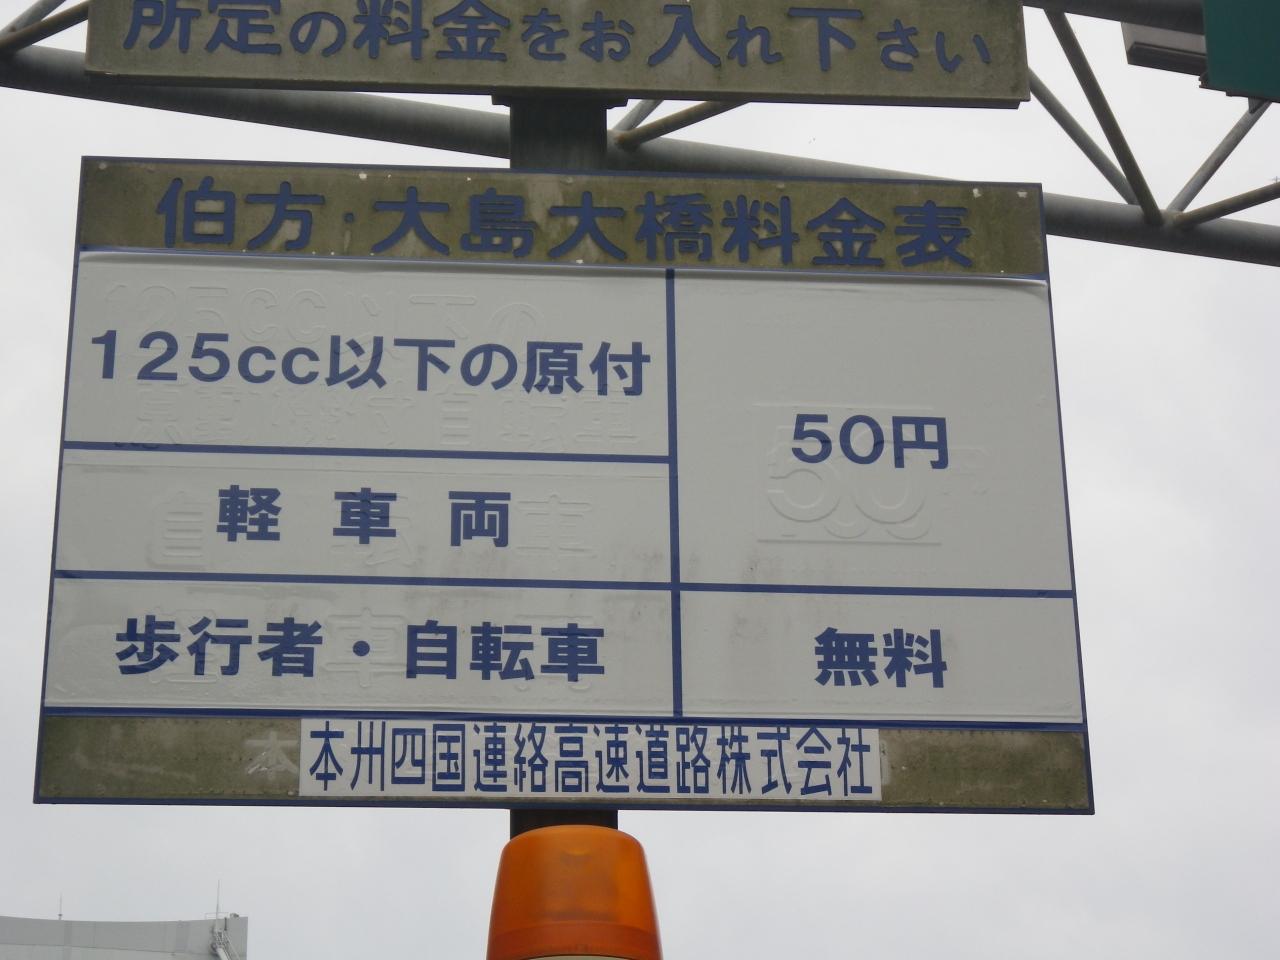 所定の料金をお入れ下さい
伯方・大島大橋料金表
125cc以下の原付
50円
軽車両
歩行者・自転車
無料
本州四国連絡高速道路株式会社